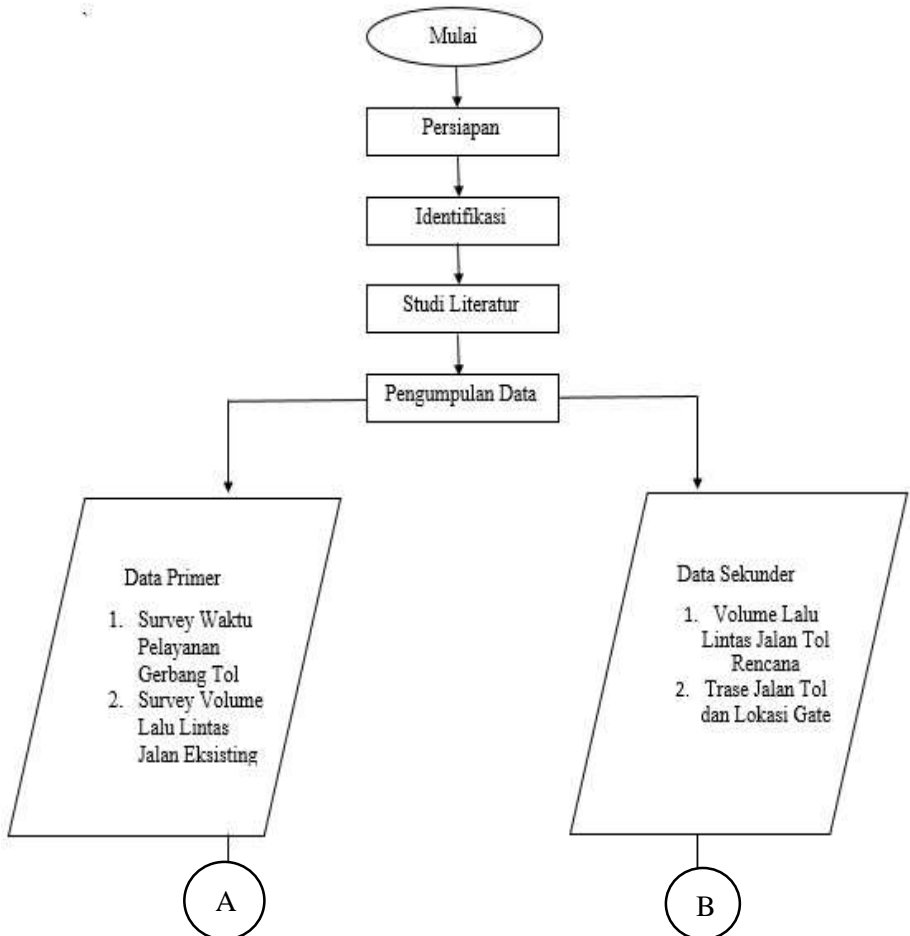 Mulai
Persiapan
Identifikasi
Studi Literatur
Pengumpulan Data
Data Primer
1. Survey Waktu
Pelayanan
Gerbang Tol
2. Survey Volume
Lalu Lintas
Jalan Eksisting
Data Sekunder
1. Volume Lalu
Lintas Jalan Tol
Rencana
2. Trase Jalan Tol
dan Lokasi Gate
A
B